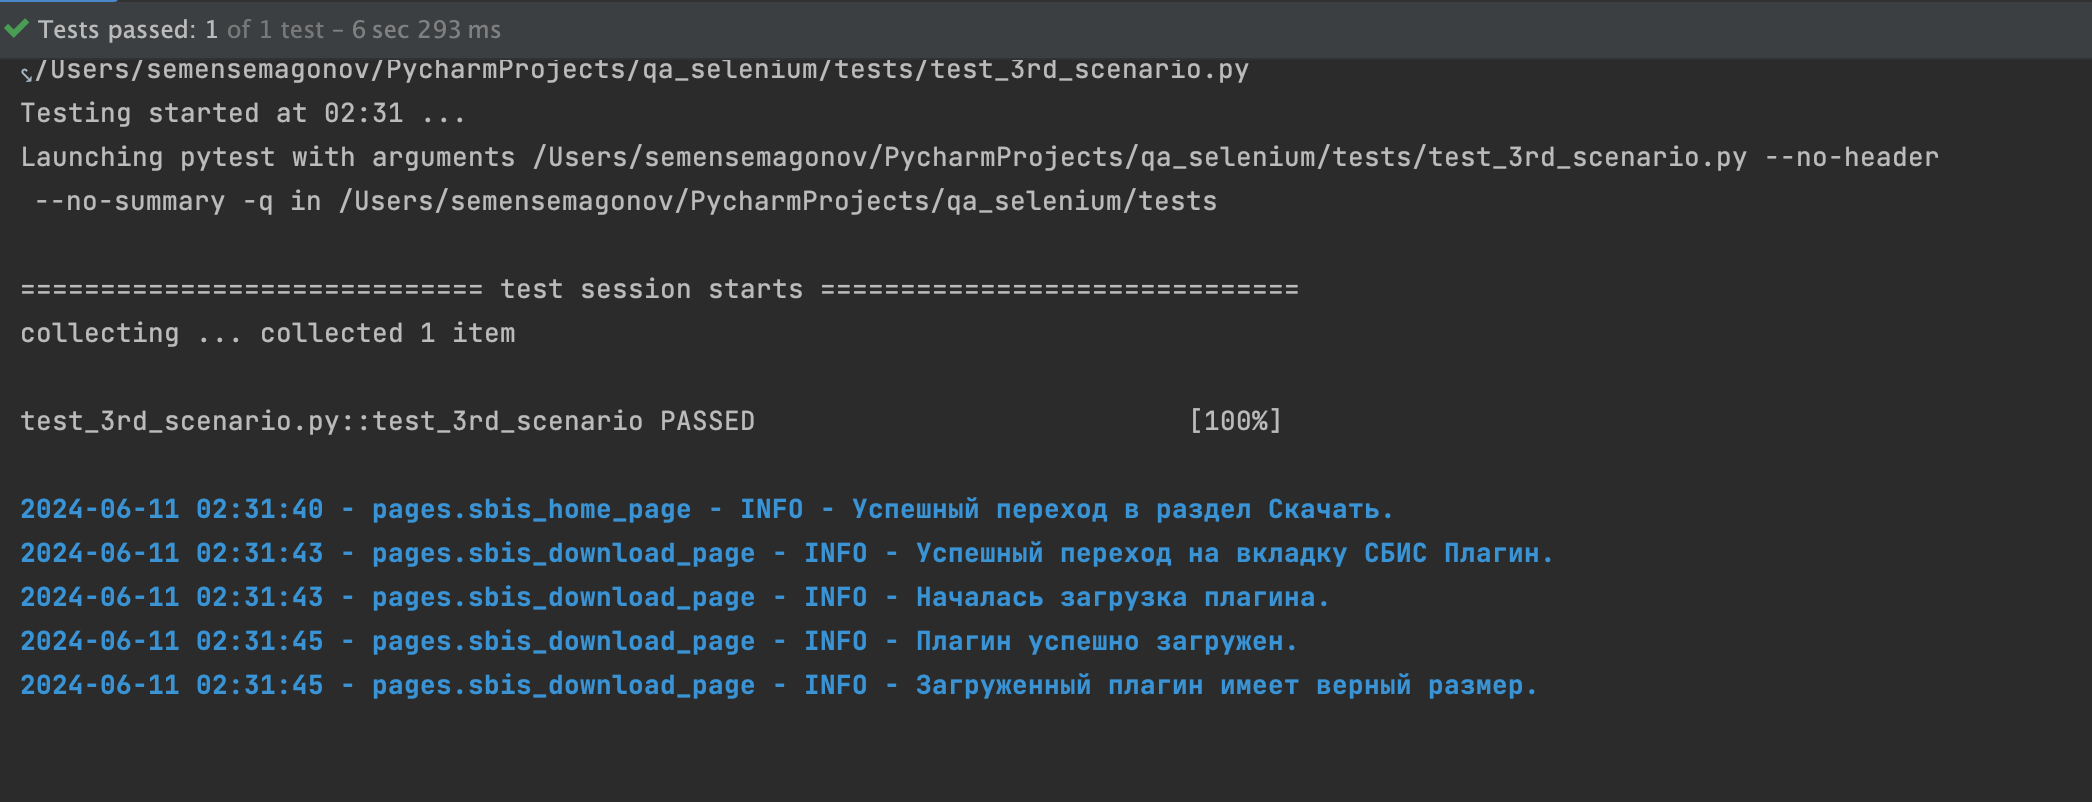 Tests passed: 1 of 1 test – 6 sec 293 ms
/Users/semensemagonov/PycharmProjects/qa_selenium/tests/test_3rd_scenario.py
Testing started at 02:31 ...
Launching pytest with arguments /Users/semensemagonov/PycharmProjects/qa_selenium/tests/test_3rd_scenario.py --no-header
--no-summary -q in /Users/semensemagonov/PycharmProjects/qa_selenium/tests
============================= test session starts ==============================
collecting ... collected 1 item
test_3rd_scenario.py::test_3rd_scenario PASSED [100%]
2024-06-11 02:31:40 - pages.sbis_home_page - INFO - Успешный переход в раздел Скачать.
2024-06-11 02:31:43 - pages.sbis_download_page - INFO - Успешный переход на вкладку СБИС Плагин.
2024-06-11 02:31:43 - pages.sbis_download_page - INFO - Началась загрузка плагина.
2024-06-11 02:31:45 - pages.sbis_download_page - INFO - Плагин успешно загружен.
2024-06-11 02:31:45 - pages.sbis_download_page - INFO - Загруженный плагин имеет верный размер.